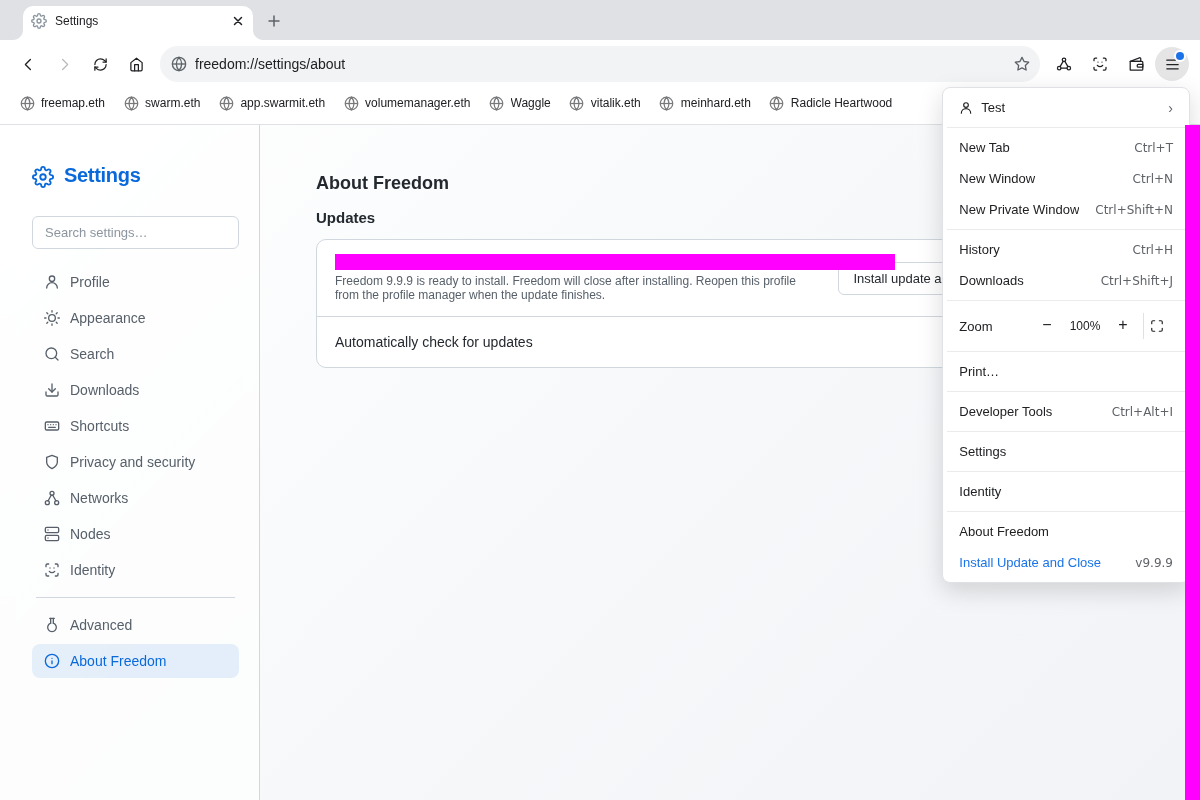 Settings
freedom://settings/about
freemap.eth swarm.eth app.swarmit.eth volumemanager.eth Waggle vitalik.eth meinhard.eth Radicle Heartwood
Settings
Search settings…
Profile
Appearance
Search
Downloads
Shortcuts
Privacy and security
Networks
Nodes
Identity
Advanced
About Freedom
About Freedom
Updates
Freedom 9.9.9 is ready to install. Freedom will close after installing. Reopen this profile
from the profile manager when the update finishes.
Install update a
Automatically check for updates
Test ›
New Tab Ctrl+T
New Window Ctrl+N
New Private Window Ctrl+Shift+N
History Ctrl+H
Downloads Ctrl+Shift+J
Zoom − 100% +
Print…
Developer Tools Ctrl+Alt+I
Settings
Identity
About Freedom
Install Update and Close v9.9.9